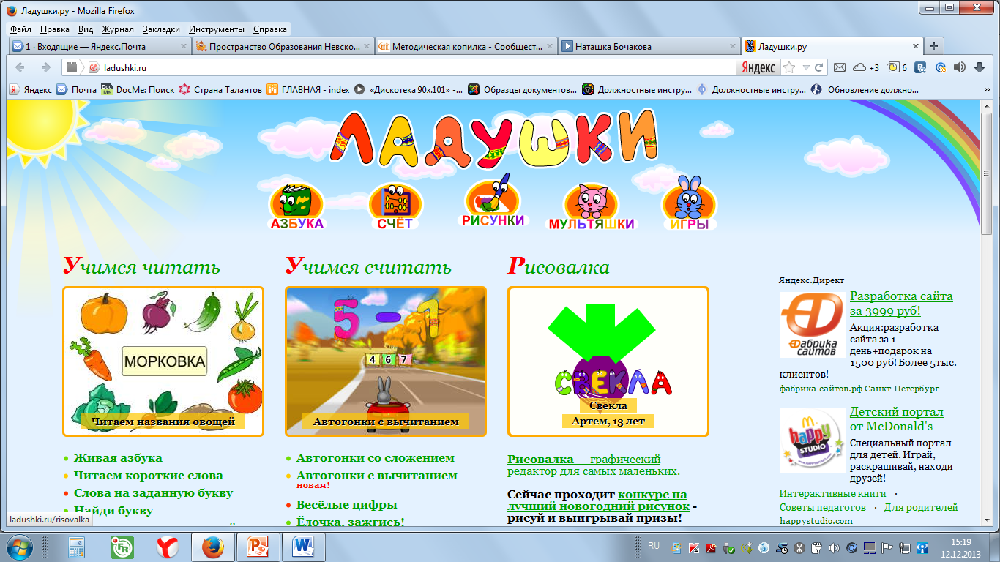 Ладушки.ру - Mozilla Firefox
Файл Правка Вид Журнал Закладки Инструменты Справка
1 · Входящие — Яндекс.Почта
Пространство Образования Невско...
Методическая копилка - Сообщест...
Наташка Бочакова
Ладушки.ру
ladushki.ru
Яндекс
+3
6
Яндекс Почта DocMe: Поиск Страна Талантов ГЛАВНАЯ - index «Дискотека 90х.101» -... Образцы документов... Должностные инстру... Должностные инстру... Обновление должно...
ЛАДУШКИ
АЗБУКА СЧЁТ РИСУНКИ МУЛЬТЯШКИ ИГРЫ
Учимся читать
МОРКОВКА
Читаем названия овощей
Живая азбука
Читаем короткие слова
Слова на заданную букву
Найди букву
Учимся считать
5 - 1
4 6 7
Автогонки с вычитанием
Автогонки со сложением
Автогонки с вычитанием
новая!
Весёлые цифры
Ёлочка, зажгись!
Рисовалка
СВЕКЛА
Свекла
Артем, 13 лет
Рисовалка — графический
редактор для самых маленьких.
Сейчас проходит конкурс на
лучший новогодний рисунок -
рисуй и выигрывай призы!
Яндекс.Директ
Фабрика
сайтов
Разработка сайта
за 3999 руб!
Акция:разработка
сайта за 1
день+подарок на
1500 руб! Более 5тыс.
клиентов!
фабрика-сайтов.рф Санкт-Петербург
happy
STUDIO
Детский портал
от McDonald's
Специальный портал
для детей. Играй,
раскрашивай, находи
друзей!
Интерактивные книги ·
Советы педагогов · Для родителей
happystudio.com
ladushki.ru/risovalka
RU
15:19
12.12.2013